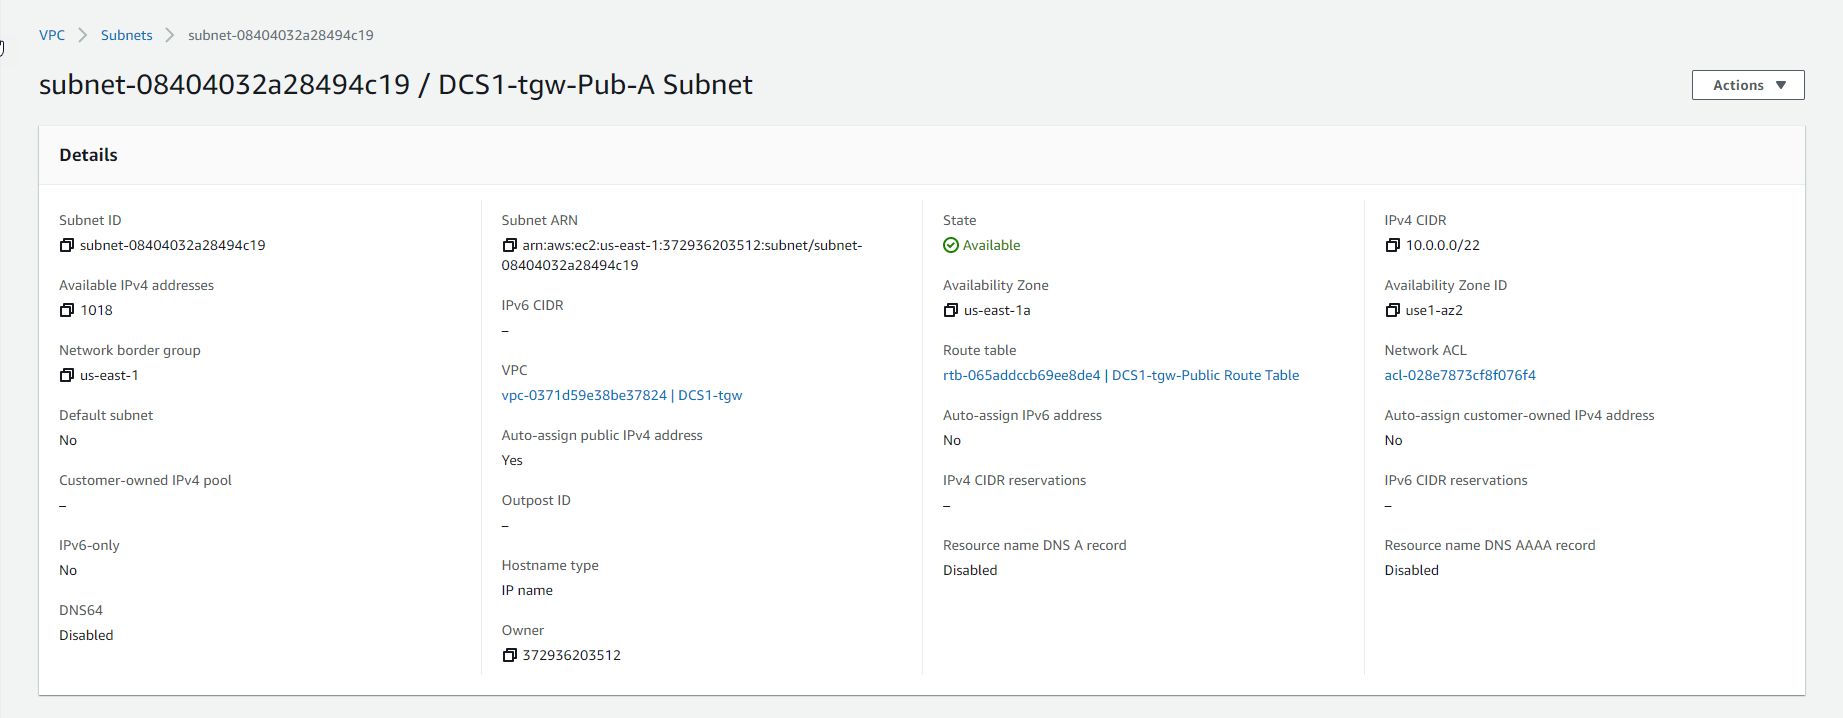 VPC > Subnets > subnet-08404032a28494c19
subnet-08404032a28494c19 / DCS1-tgw-Pub-A Subnet
Actions
Details
Subnet ID
subnet-08404032a28494c19
Available IPv4 addresses
1018
Network border group
us-east-1
Default subnet
No
Customer-owned IPv4 pool
–
IPv6-only
No
DNS64
Disabled
Subnet ARN
arn:aws:ec2:us-east-1:372936203512:subnet/subnet-
08404032a28494c19
IPv6 CIDR
–
VPC
vpc-0371d59e38be37824 | DCS1-tgw
Auto-assign public IPv4 address
Yes
Outpost ID
–
Hostname type
IP name
Owner
372936203512
State
Available
Availability Zone
us-east-1a
Route table
rtb-065addccb69ee8de4 | DCS1-tgw-Public Route Table
Auto-assign IPv6 address
No
IPv4 CIDR reservations
–
Resource name DNS A record
Disabled
IPv4 CIDR
10.0.0.0/22
Availability Zone ID
use1-az2
Network ACL
acl-028e7873cf8f076f4
Auto-assign customer-owned IPv4 address
No
IPv6 CIDR reservations
–
Resource name DNS AAAA record
Disabled